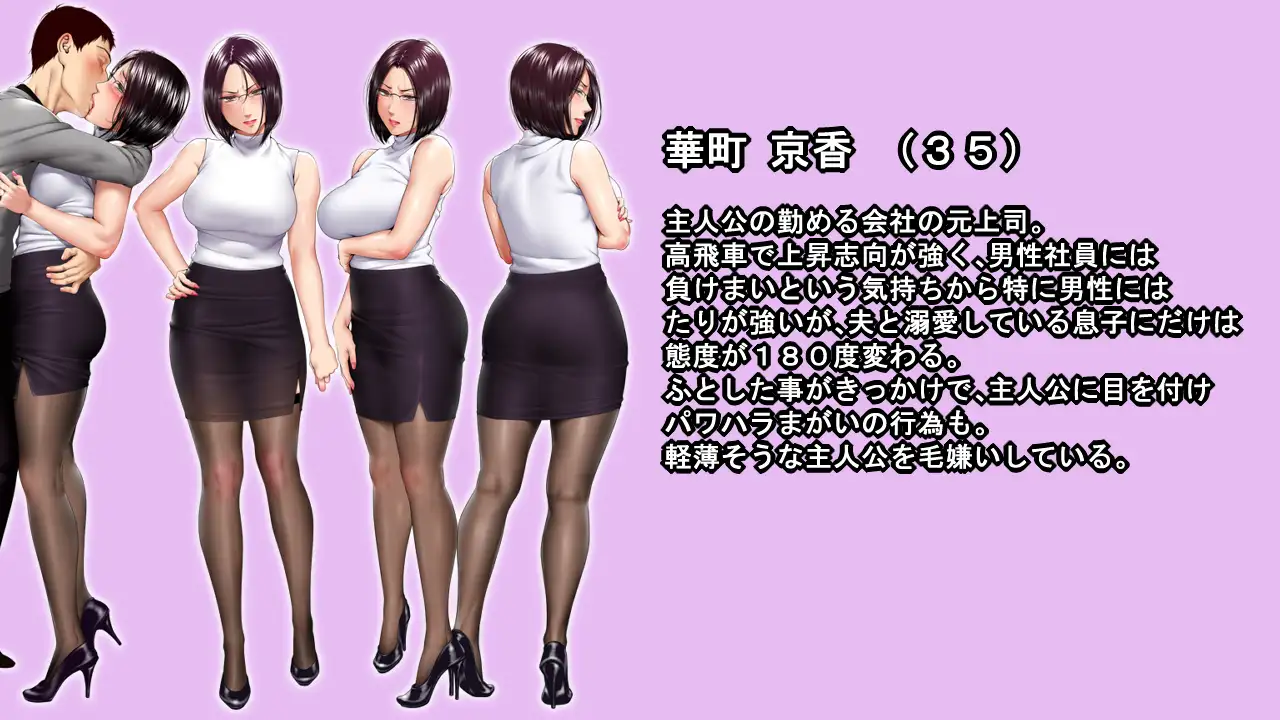 華町 京香 （３５）
主人公の勤める会社の元上司。
高飛車で上昇志向が強く、男性社員には
負けまいという気持ちから特に男性には
たりが強いが、夫と溺愛している息子にだけは
態度が１８０度変わる。
ふとした事がきっかけで、主人公に目を付け
パワハラまがいの行為も。
軽薄そうな主人公を毛嫌いしている。